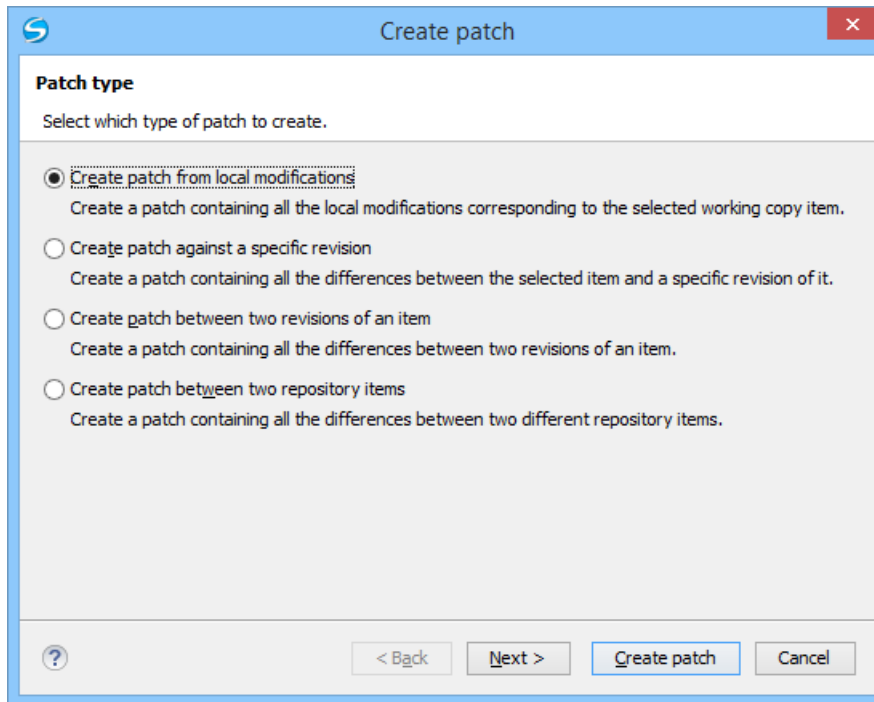 Create patch
Patch type
Select which type of patch to create.
Create patch from local modifications
Create a patch containing all the local modifications corresponding to the selected working copy item.
Create patch against a specific revision
Create a patch containing all the differences between the selected item and a specific revision of it.
Create patch between two revisions of an item
Create a patch containing all the differences between two revisions of an item.
Create patch between two repository items
Create a patch containing all the differences between two different repository items.
? < Back Next > Create patch Cancel